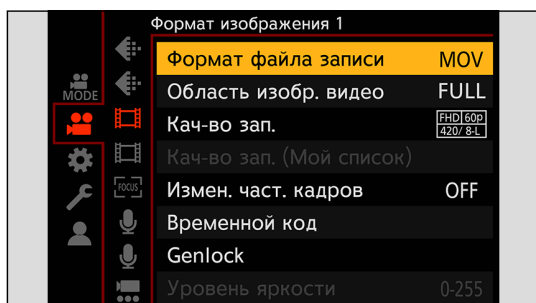 Формат изображения 1
Формат файла записи MOV
MODE
Область изобр. видео FULL
Кач-во зап. FHD 60p 420/8-L
Кач-во зап. (Мой список)
FOCUS
Измен. част. кадров OFF
Временной код
Genlock
Уровень яркости 0-255